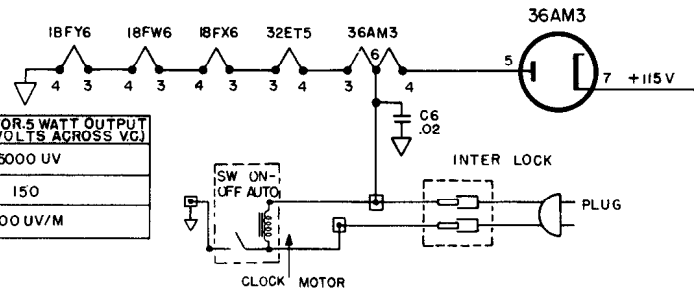 36AM3
18FY6 18FW6 18FX6 32ET5 36AM3
6
5
7 +115V
4 3 4 3 4 3 4 3 3 4
C6
.02
OR.5 WATT OUTPUT
VOLTS ACROSS V.C.)
5000 UV
150
00 UV/M
SW ON-
OFF AUTO
INTER LOCK
PLUG
CLOCK MOTOR